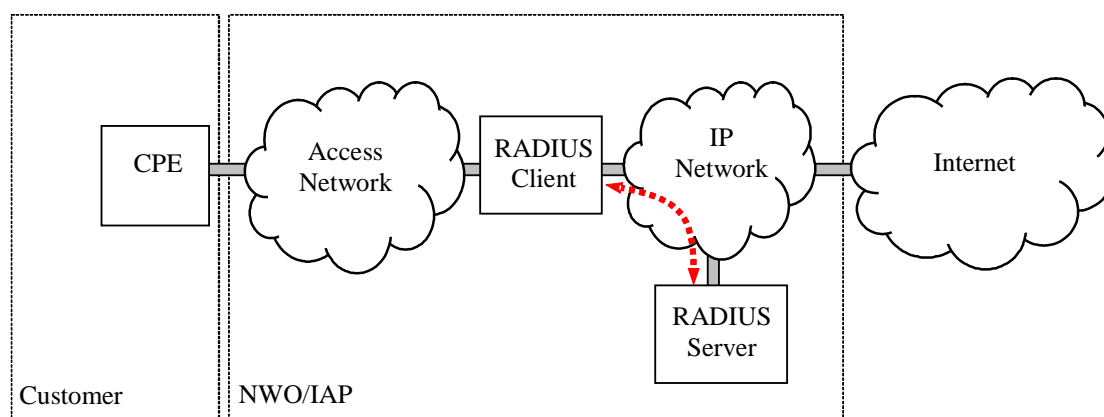 CPE
Access
Network
RADIUS
Client
IP
Network
Internet
RADIUS
Server
Customer
NWO/IAP